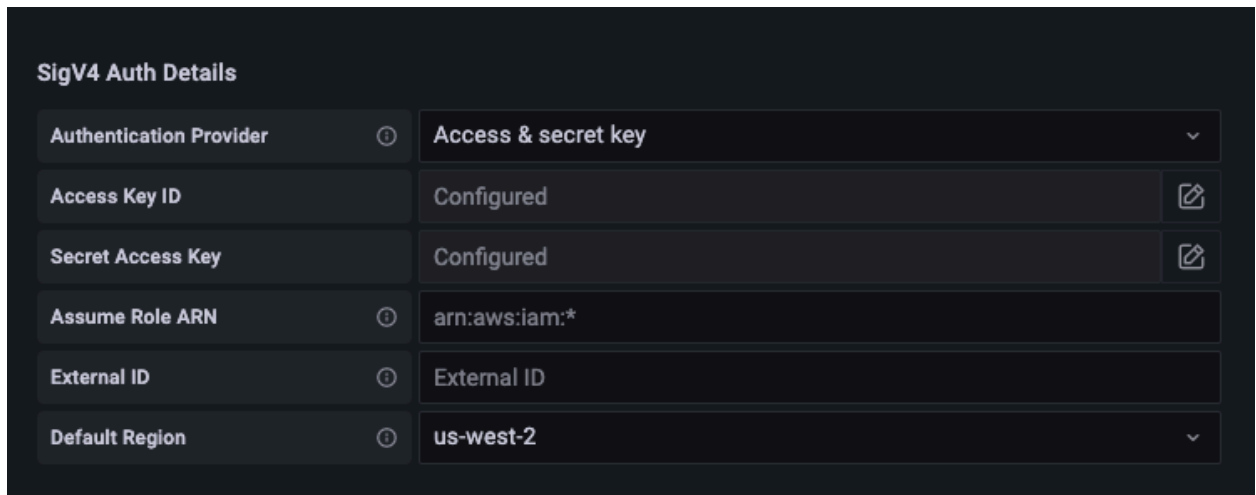 SigV4 Auth Details
Authentication Provider Access & secret key
Access Key ID Configured
Secret Access Key Configured
Assume Role ARN arn:aws:iam:*
External ID External ID
Default Region us-west-2